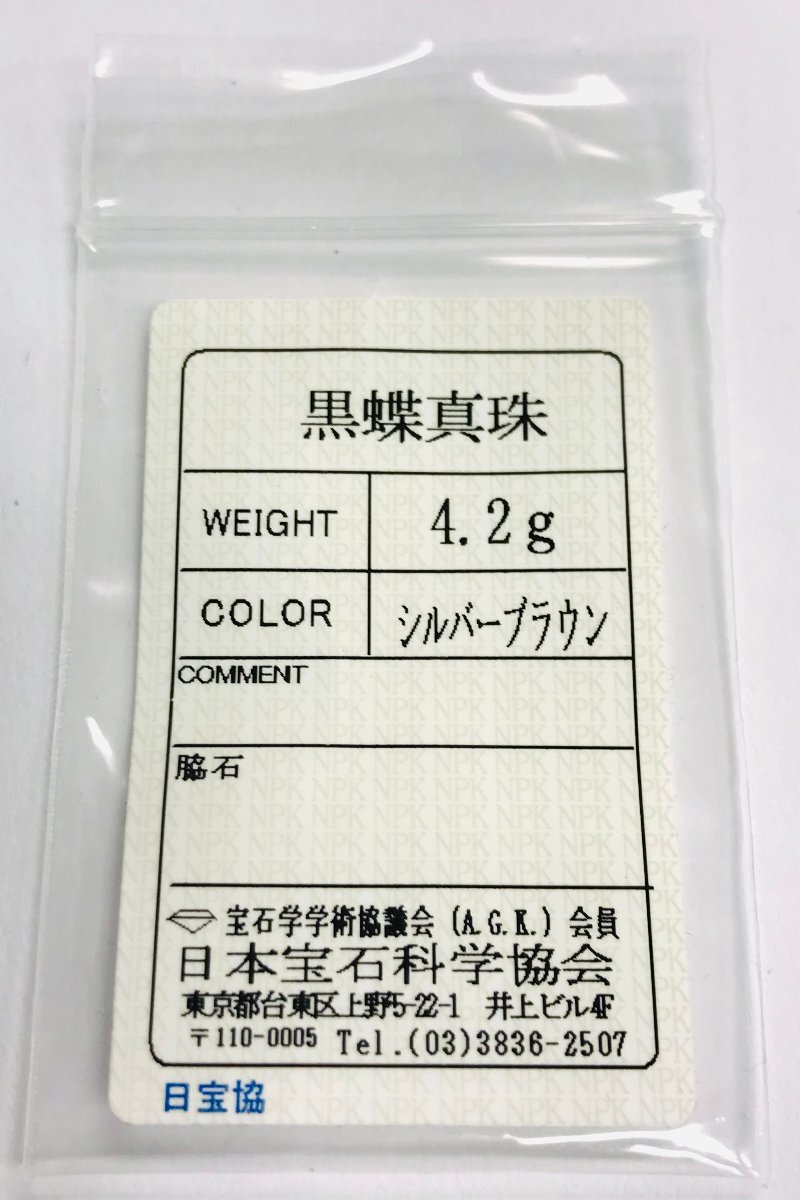 黒蝶真珠
WEIGHT 4.2g
COLOR シルバーブラウン
COMMENT
脇石
宝石学学術協議会(A.G.K.)会員
日本宝石科学協会
東京都台東区上野5-22-1 井上ビル4F
〒110-0005 Tel.(03)3836-2507
日宝協